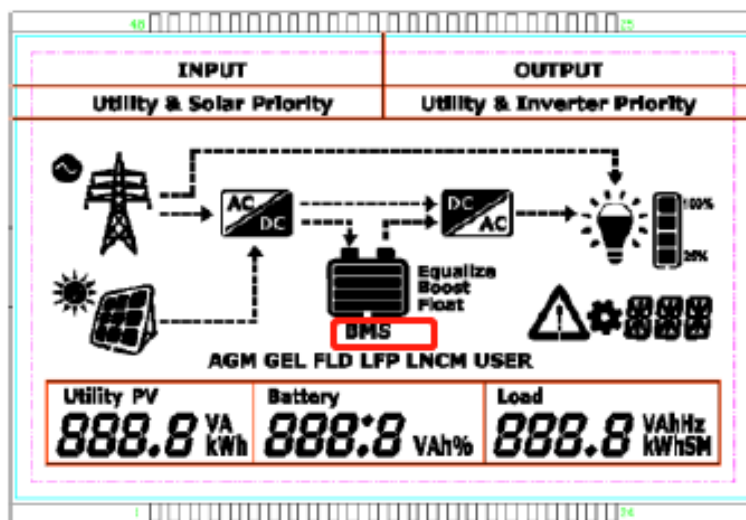 48 25
INPUT OUTPUT
Utility & Solar Priority Utility & Inverter Priority
AC DC DC AC
100%
25%
Equalize
Boost
Float
BMS
AGM GEL FLD LFP LNCM USER
Utility PV Battery Load
888.8 VA kWh 888.8 VAh% 888.8 VAhHz kWh5M
1 24